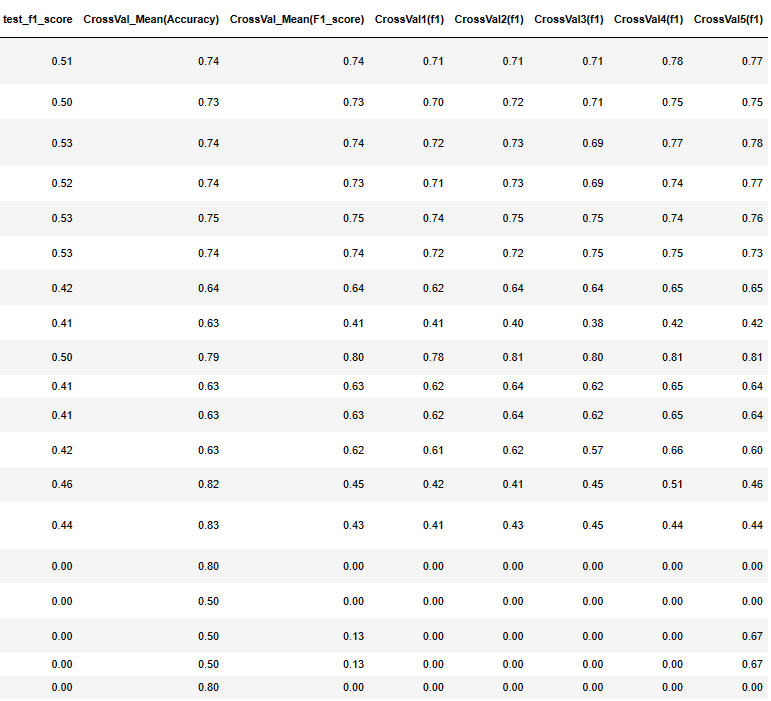 test_f1_score CrossVal_Mean(Accuracy) CrossVal_Mean(F1_score) CrossVal1(f1) CrossVal2(f1) CrossVal3(f1) CrossVal4(f1) CrossVal5(f1)
0.51 0.74 0.74 0.71 0.71 0.71 0.78 0.77
0.50 0.73 0.73 0.70 0.72 0.71 0.75 0.75
0.53 0.74 0.74 0.72 0.73 0.69 0.77 0.78
0.52 0.74 0.73 0.71 0.73 0.69 0.74 0.77
0.53 0.75 0.75 0.74 0.75 0.75 0.74 0.76
0.53 0.74 0.74 0.72 0.72 0.75 0.75 0.73
0.42 0.64 0.64 0.62 0.64 0.64 0.65 0.65
0.41 0.63 0.41 0.41 0.40 0.38 0.42 0.42
0.50 0.79 0.80 0.78 0.81 0.80 0.81 0.81
0.41 0.63 0.63 0.62 0.64 0.62 0.65 0.64
0.41 0.63 0.63 0.62 0.64 0.62 0.65 0.64
0.42 0.63 0.62 0.61 0.62 0.57 0.66 0.60
0.46 0.82 0.45 0.42 0.41 0.45 0.51 0.46
0.44 0.83 0.43 0.41 0.43 0.45 0.44 0.44
0.00 0.80 0.00 0.00 0.00 0.00 0.00 0.00
0.00 0.50 0.00 0.00 0.00 0.00 0.00 0.00
0.00 0.50 0.13 0.00 0.00 0.00 0.00 0.67
0.00 0.50 0.13 0.00 0.00 0.00 0.00 0.67
0.00 0.80 0.00 0.00 0.00 0.00 0.00 0.00